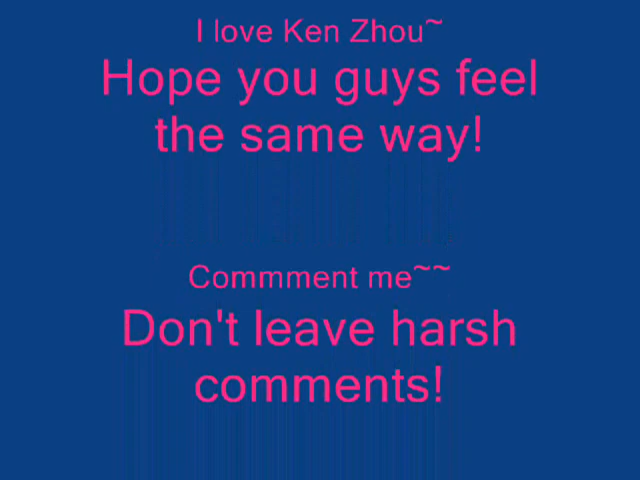 I love Ken Zhou~
Hope you guys feel
the same way!
Commment me~~
Don't leave harsh
comments!